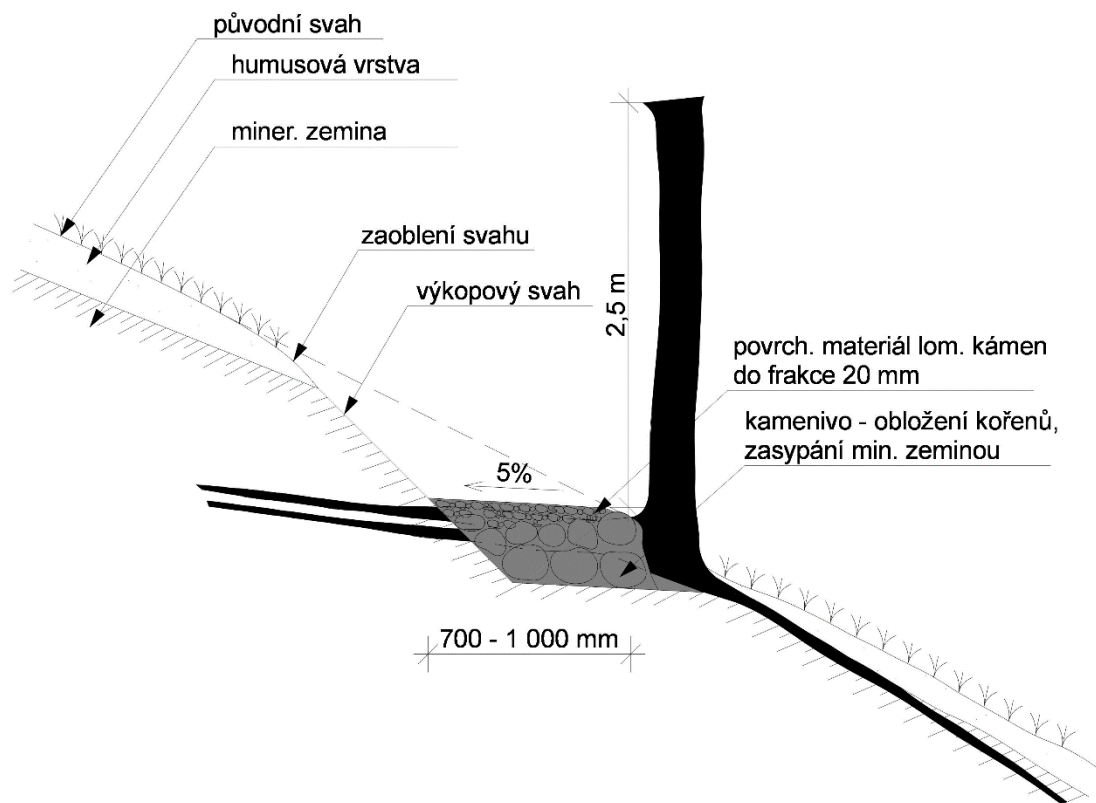 původní svah
humusová vrstva
miner. zemina
zaoblení svahu
výkopový svah
2,5 m
povrch. materiál lom. kámen
do frakce 20 mm
kamenivo - obložení kořenů,
zasypání min. zeminou
5%
700 - 1 000 mm